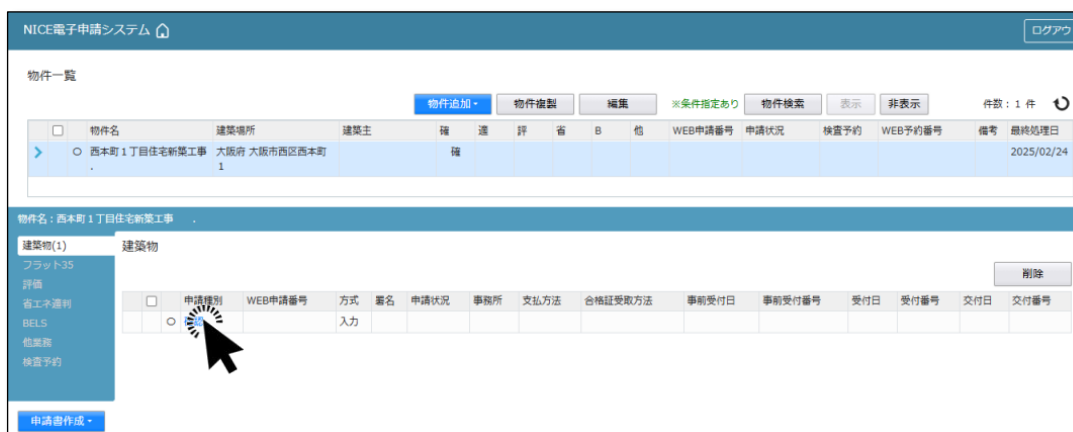 NICE電子申請システム ログアウ
物件一覧
物件追加 物件複製 編集 ※条件指定あり 物件検索 表示 非表示 件数: 1 件
物件名 建築場所 建築主 確 適 評 省 B 他 WEB申請番号 申請状況 検査予約 WEB予約番号 備考 最終処理日
西本町1丁目住宅新築工事 大阪府 大阪市西区西本町 確 2025/02/24
. 1
物件名:西本町1丁目住宅新築工事 .
建築物(1) 建築物
フラット35
削除
評価
省エネ適判 申請種別 WEB申請番号 方式 署名 申請状況 事務所 支払方法 合格証受取方法 事前受付日 事前受付番号 受付日 受付番号 交付日 交付番号
BELS 入力
他業務
検査予約
申請書作成